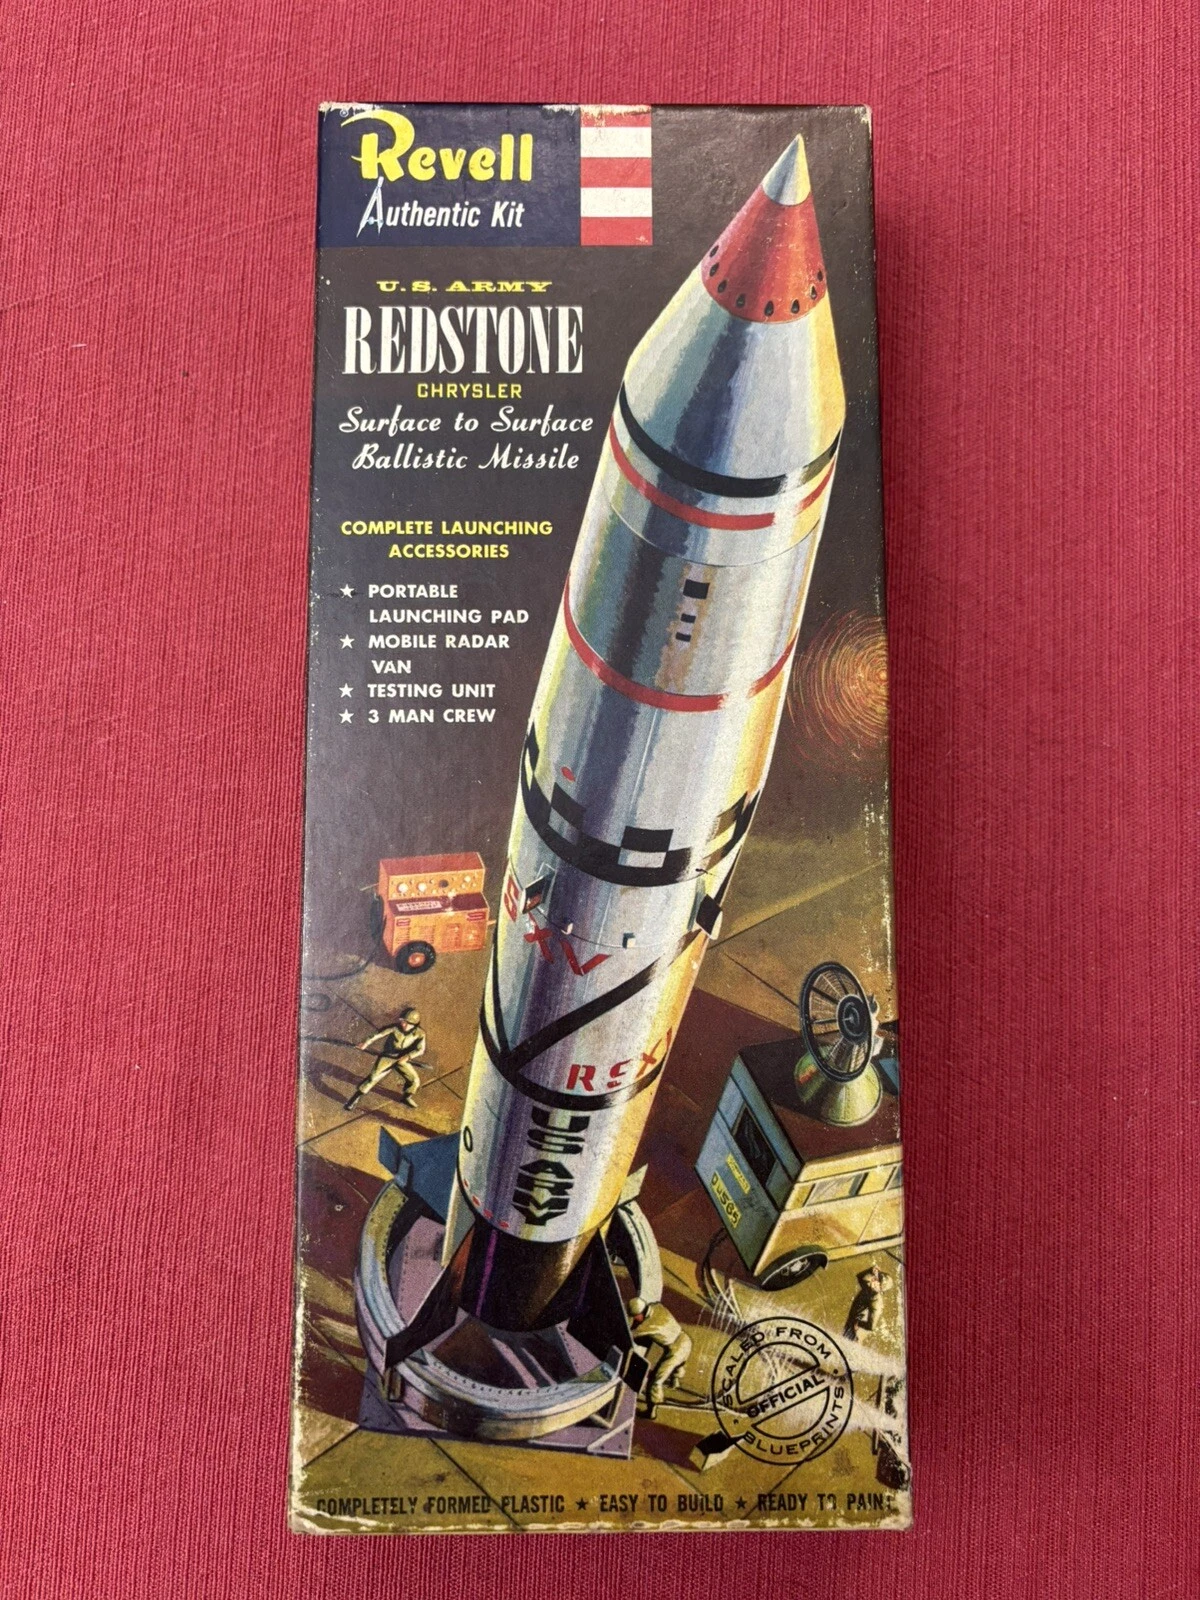 Revell
Authentic Kit
U.S. ARMY
REDSTONE
CHRYSLER
Surface to Surface
Ballistic Missile
COMPLETE LAUNCHING
ACCESSORIES
★ PORTABLE
LAUNCHING PAD
★ MOBILE RADAR
VAN
★ TESTING UNIT
★ 3 MAN CREW
RSX
SCALED FROM
OFFICIAL
BLUEPRINTS
COMPLETELY FORMED PLASTIC ★ EASY TO BUILD ★ READY TO PAINT